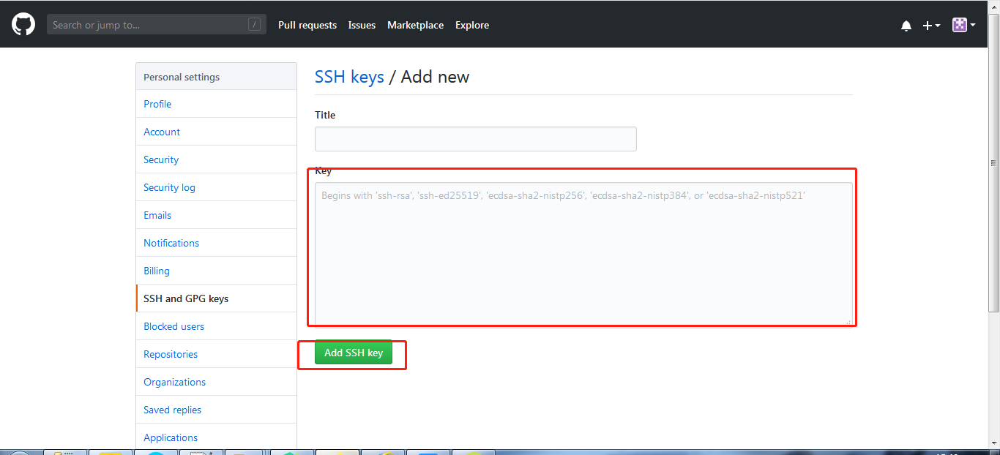 Search or jump to... /
Pull requests Issues Marketplace Explore
Personal settings
Profile
Account
Security
Security log
Emails
Notifications
Billing
SSH and GPG keys
Blocked users
Repositories
Organizations
Saved replies
Applications
SSH keys / Add new
Title
Key
Begins with 'ssh-rsa', 'ssh-ed25519', 'ecdsa-sha2-nistp256', 'ecdsa-sha2-nistp384', or 'ecdsa-sha2-nistp521'
Add SSH key